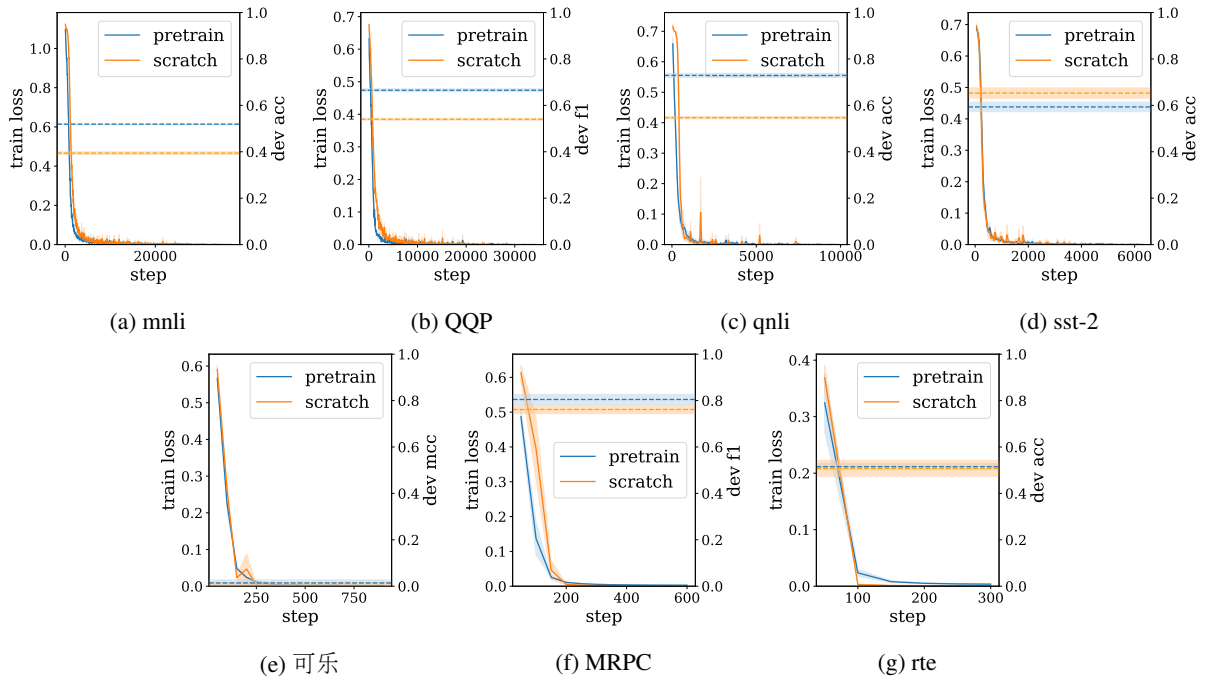 pretrain
scratch
train loss
dev acc
1.0
0.8
0.6
0.4
0.2
0.0
1.0
0.8
0.6
0.4
0.2
0.0
0
20000
step
(a) mnli
pretrain
scratch
train loss
dev f1
0.7
0.6
0.5
0.4
0.3
0.2
0.1
0.0
1.0
0.8
0.6
0.4
0.2
0.0
0
10000
20000
30000
step
(b) QQP
pretrain
scratch
train loss
dev acc
0.7
0.6
0.5
0.4
0.3
0.2
0.1
0.0
1.0
0.8
0.6
0.4
0.2
0.0
0
5000
10000
step
(c) qnli
pretrain
scratch
train loss
dev acc
0.7
0.6
0.5
0.4
0.3
0.2
0.1
0.0
1.0
0.8
0.6
0.4
0.2
0.0
0
2000
4000
6000
step
(d) sst-2
pretrain
scratch
train loss
dev mcc
0.6
0.5
0.4
0.3
0.2
0.1
0.0
1.0
0.8
0.6
0.4
0.2
0.0
250
500
750
step
(e) 可乐
pretrain
scratch
train loss
dev f1
0.6
0.5
0.4
0.3
0.2
0.1
0.0
1.0
0.8
0.6
0.4
0.2
0.0
200
400
600
step
(f) MRPC
pretrain
scratch
train loss
dev acc
0.4
0.3
0.2
0.1
0.0
1.0
0.8
0.6
0.4
0.2
0.0
100
200
300
step
(g) rte